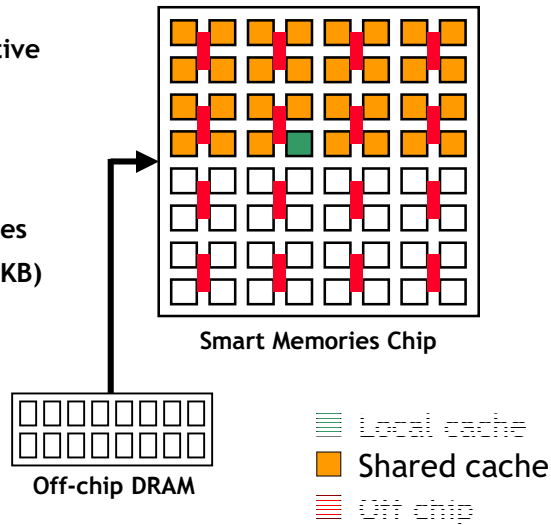 tive
es
KB)
Smart Memories Chip
Off-chip DRAM
Local cache
Shared cache
Off chip